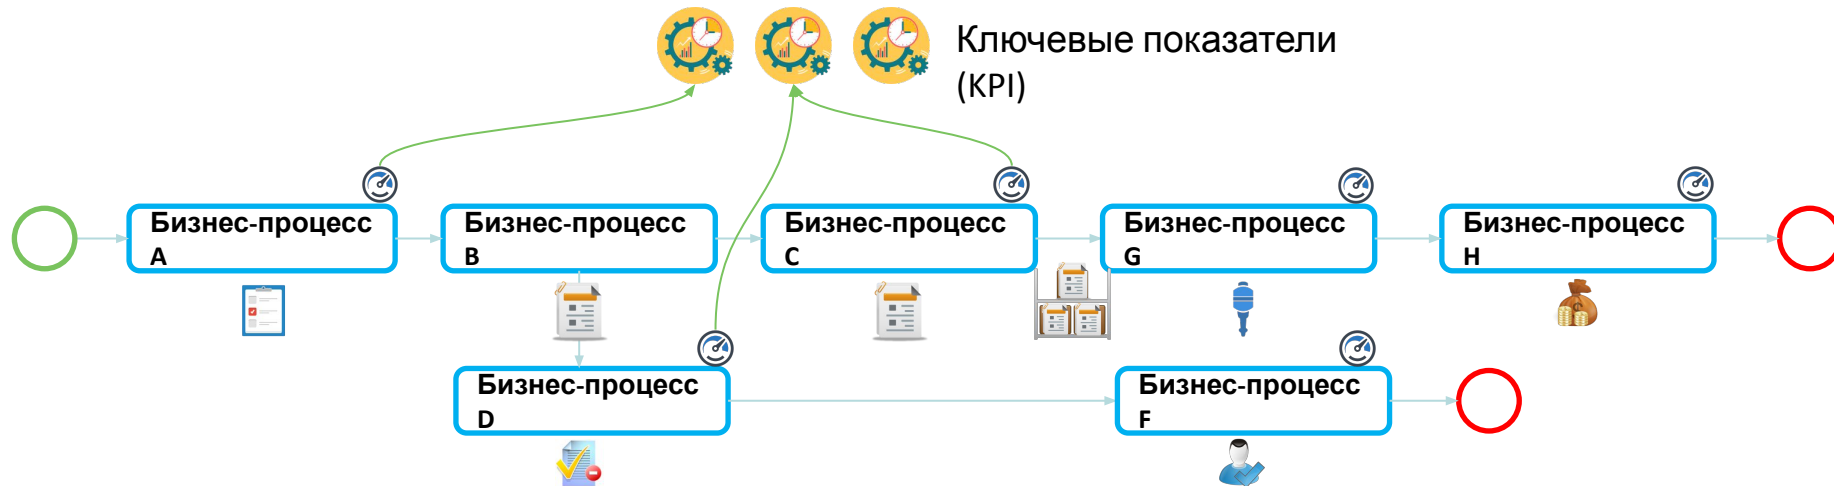 Ключевые показатели
(KPI)
Бизнес-процесс
A
Бизнес-процесс
B
Бизнес-процесс
C
Бизнес-процесс
G
Бизнес-процесс
H
Бизнес-процесс
D
Бизнес-процесс
F